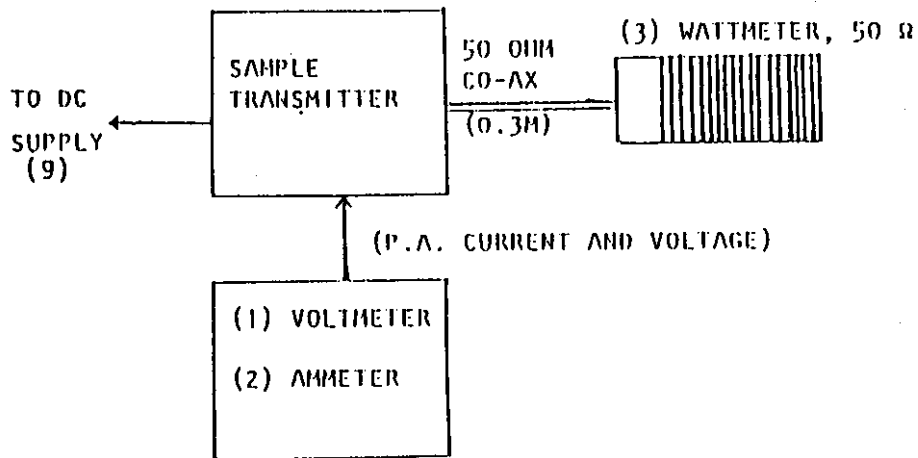 (3) WATTMETER, 50 Ω
SAMPLE
TRANSMITTER
50 OHM
CO-AX
(0.3M)
TO DC
SUPPLY
(9)
(P.A. CURRENT AND VOLTAGE)
(1) VOLTMETER
(2) AMMETER